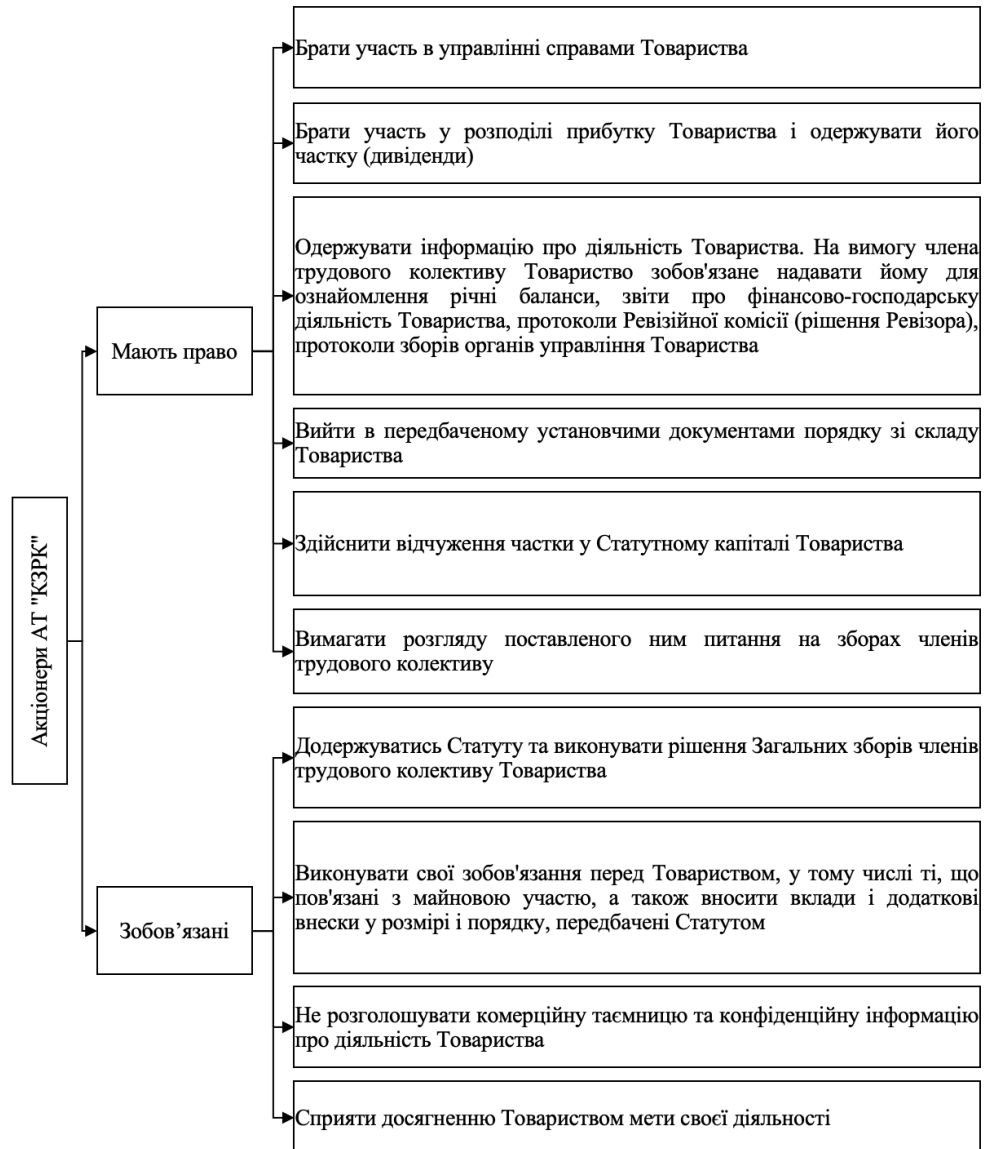 Акціонери АТ "КЗРК"
Мають право
Брати участь в управлінні справами Товариства
Брати участь у розподілі прибутку Товариства і одержувати його
частку (дивіденди)
Одержувати інформацію про діяльність Товариства. На вимогу члена
трудового колективу Товариство зобов'язане надавати йому для
ознайомлення річні баланси, звіти про фінансово-господарську
діяльність Товариства, протоколи Ревізійної комісії (рішення Ревізора),
протоколи зборів органів управління Товариства
Вийти в передбаченому установчими документами порядку зі складу
Товариства
Здійснити відчуження частки у Статутному капіталі Товариства
Вимагати розгляду поставленого ним питання на зборах членів
трудового колективу
Зобов’язані
Додержуватись Статуту та виконувати рішення Загальних зборів членів
трудового колективу Товариства
Виконувати свої зобов'язання перед Товариством, у тому числі ті, що
пов'язані з майновою участю, а також вносити вклади і додаткові
внески у розмірі і порядку, передбачені Статутом
Не розголошувати комерційну таємницю та конфіденційну інформацію
про діяльність Товариства
Сприяти досягненню Товариством мети своєї діяльності